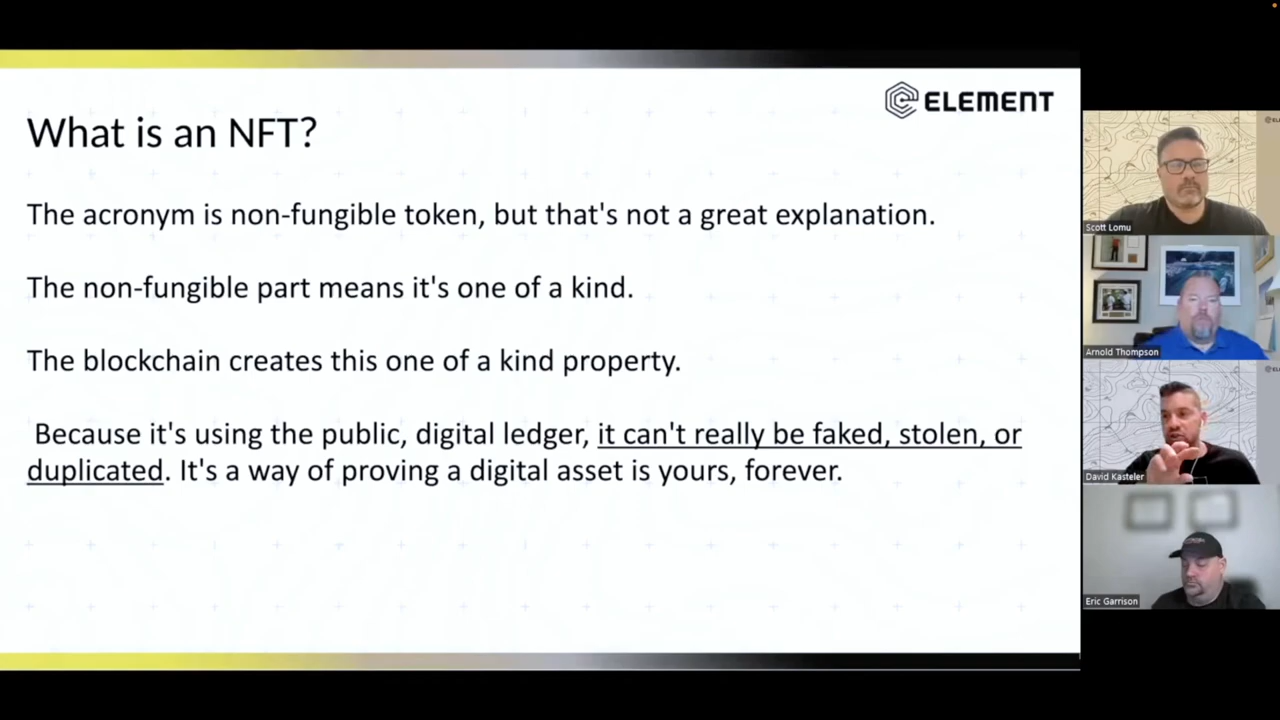 ELEMENT
What is an NFT?
The acronym is non-fungible token, but that's not a great explanation.
The non-fungible part means it's one of a kind.
The blockchain creates this one of a kind property.
Because it's using the public, digital ledger, it can't really be faked, stolen, or
duplicated. It's a way of proving a digital asset is yours, forever.
Scott Lomu
Arnold Thompson
David Kasteler
Eric Garrison